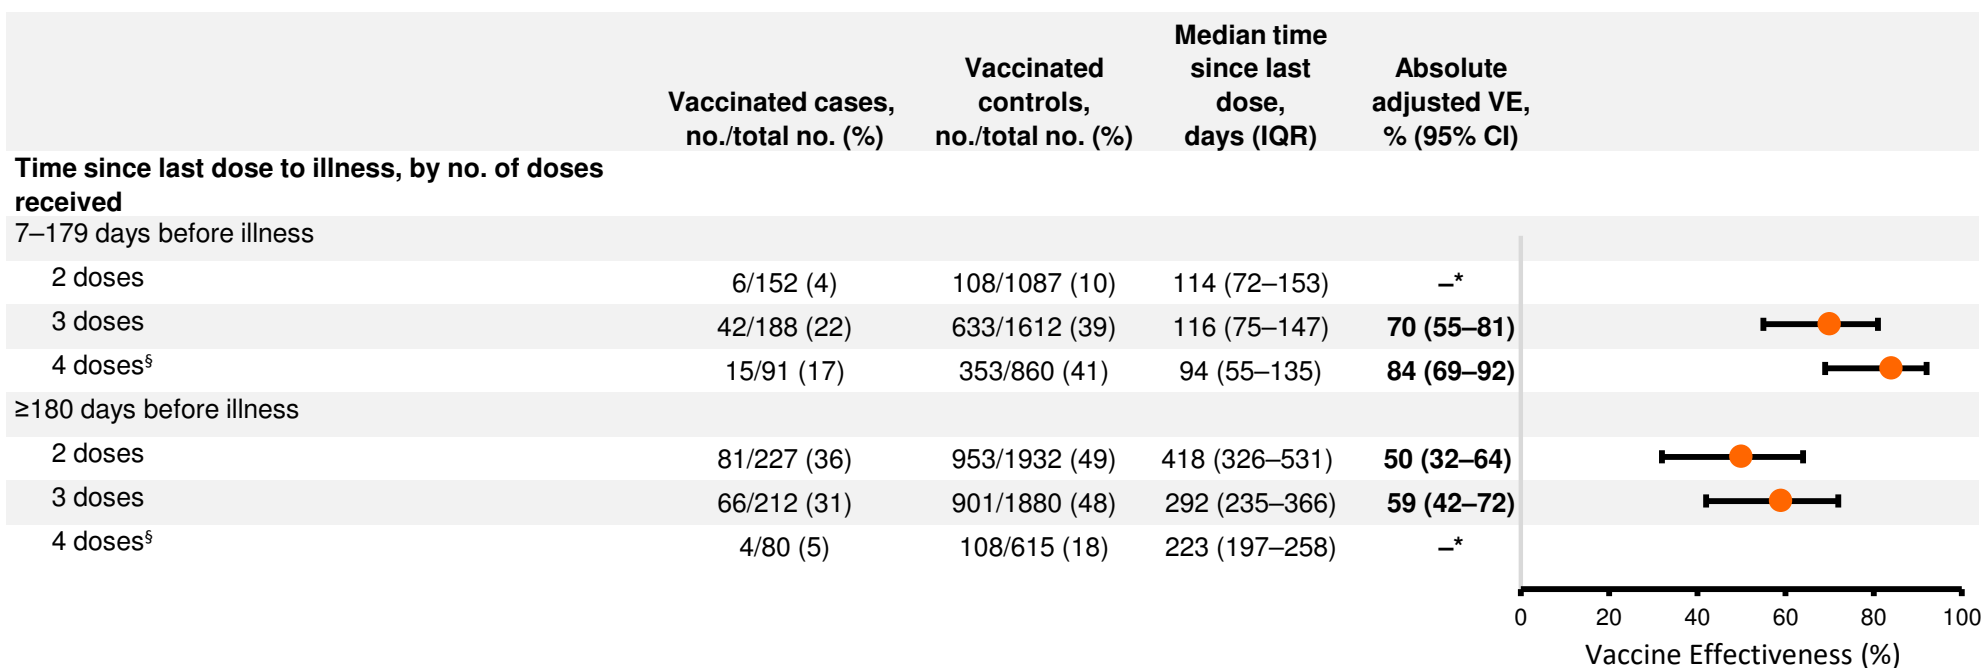 Vaccinated cases, no./total no. (%)
Vaccinated controls, no./total no. (%)
Median time since last dose, days (IQR)
Absolute adjusted VE, % (95% CI)
Time since last dose to illness, by no. of doses
received
7–179 days before illness
2 doses 6/152 (4) 108/1087 (10) 114 (72–153) –*
3 doses 42/188 (22) 633/1612 (39) 116 (75–147) 70 (55–81)
4 doses§ 15/91 (17) 353/860 (41) 94 (55–135) 84 (69–92)
≥180 days before illness
2 doses 81/227 (36) 953/1932 (49) 418 (326–531) 50 (32–64)
3 doses 66/212 (31) 901/1880 (48) 292 (235–366) 59 (42–72)
4 doses§ 4/80 (5) 108/615 (18) 223 (197–258) –*
0 20 40 60 80 100
Vaccine Effectiveness (%)